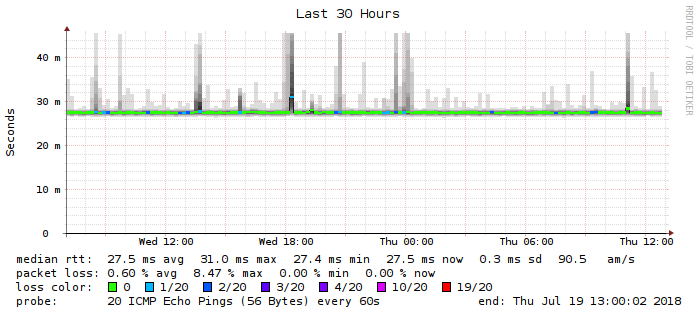 Last 30 Hours
RRDTOOL / TOBI OETIKER
Seconds
40 m
30 m
20 m
10 m
0
Wed 12:00 Wed 18:00 Thu 00:00 Thu 06:00 Thu 12:00
median rtt: 27.5 ms avg 31.0 ms max 27.4 ms min 27.5 ms now 0.3 ms sd 90.5 am/s
packet loss: 0.60 % avg 8.47 % max 0.00 % min 0.00 % now
loss color: 0 1/20 2/20 3/20 4/20 10/20 19/20
probe: 20 ICMP Echo Pings (56 Bytes) every 60s end: Thu Jul 19 13:00:02 2018